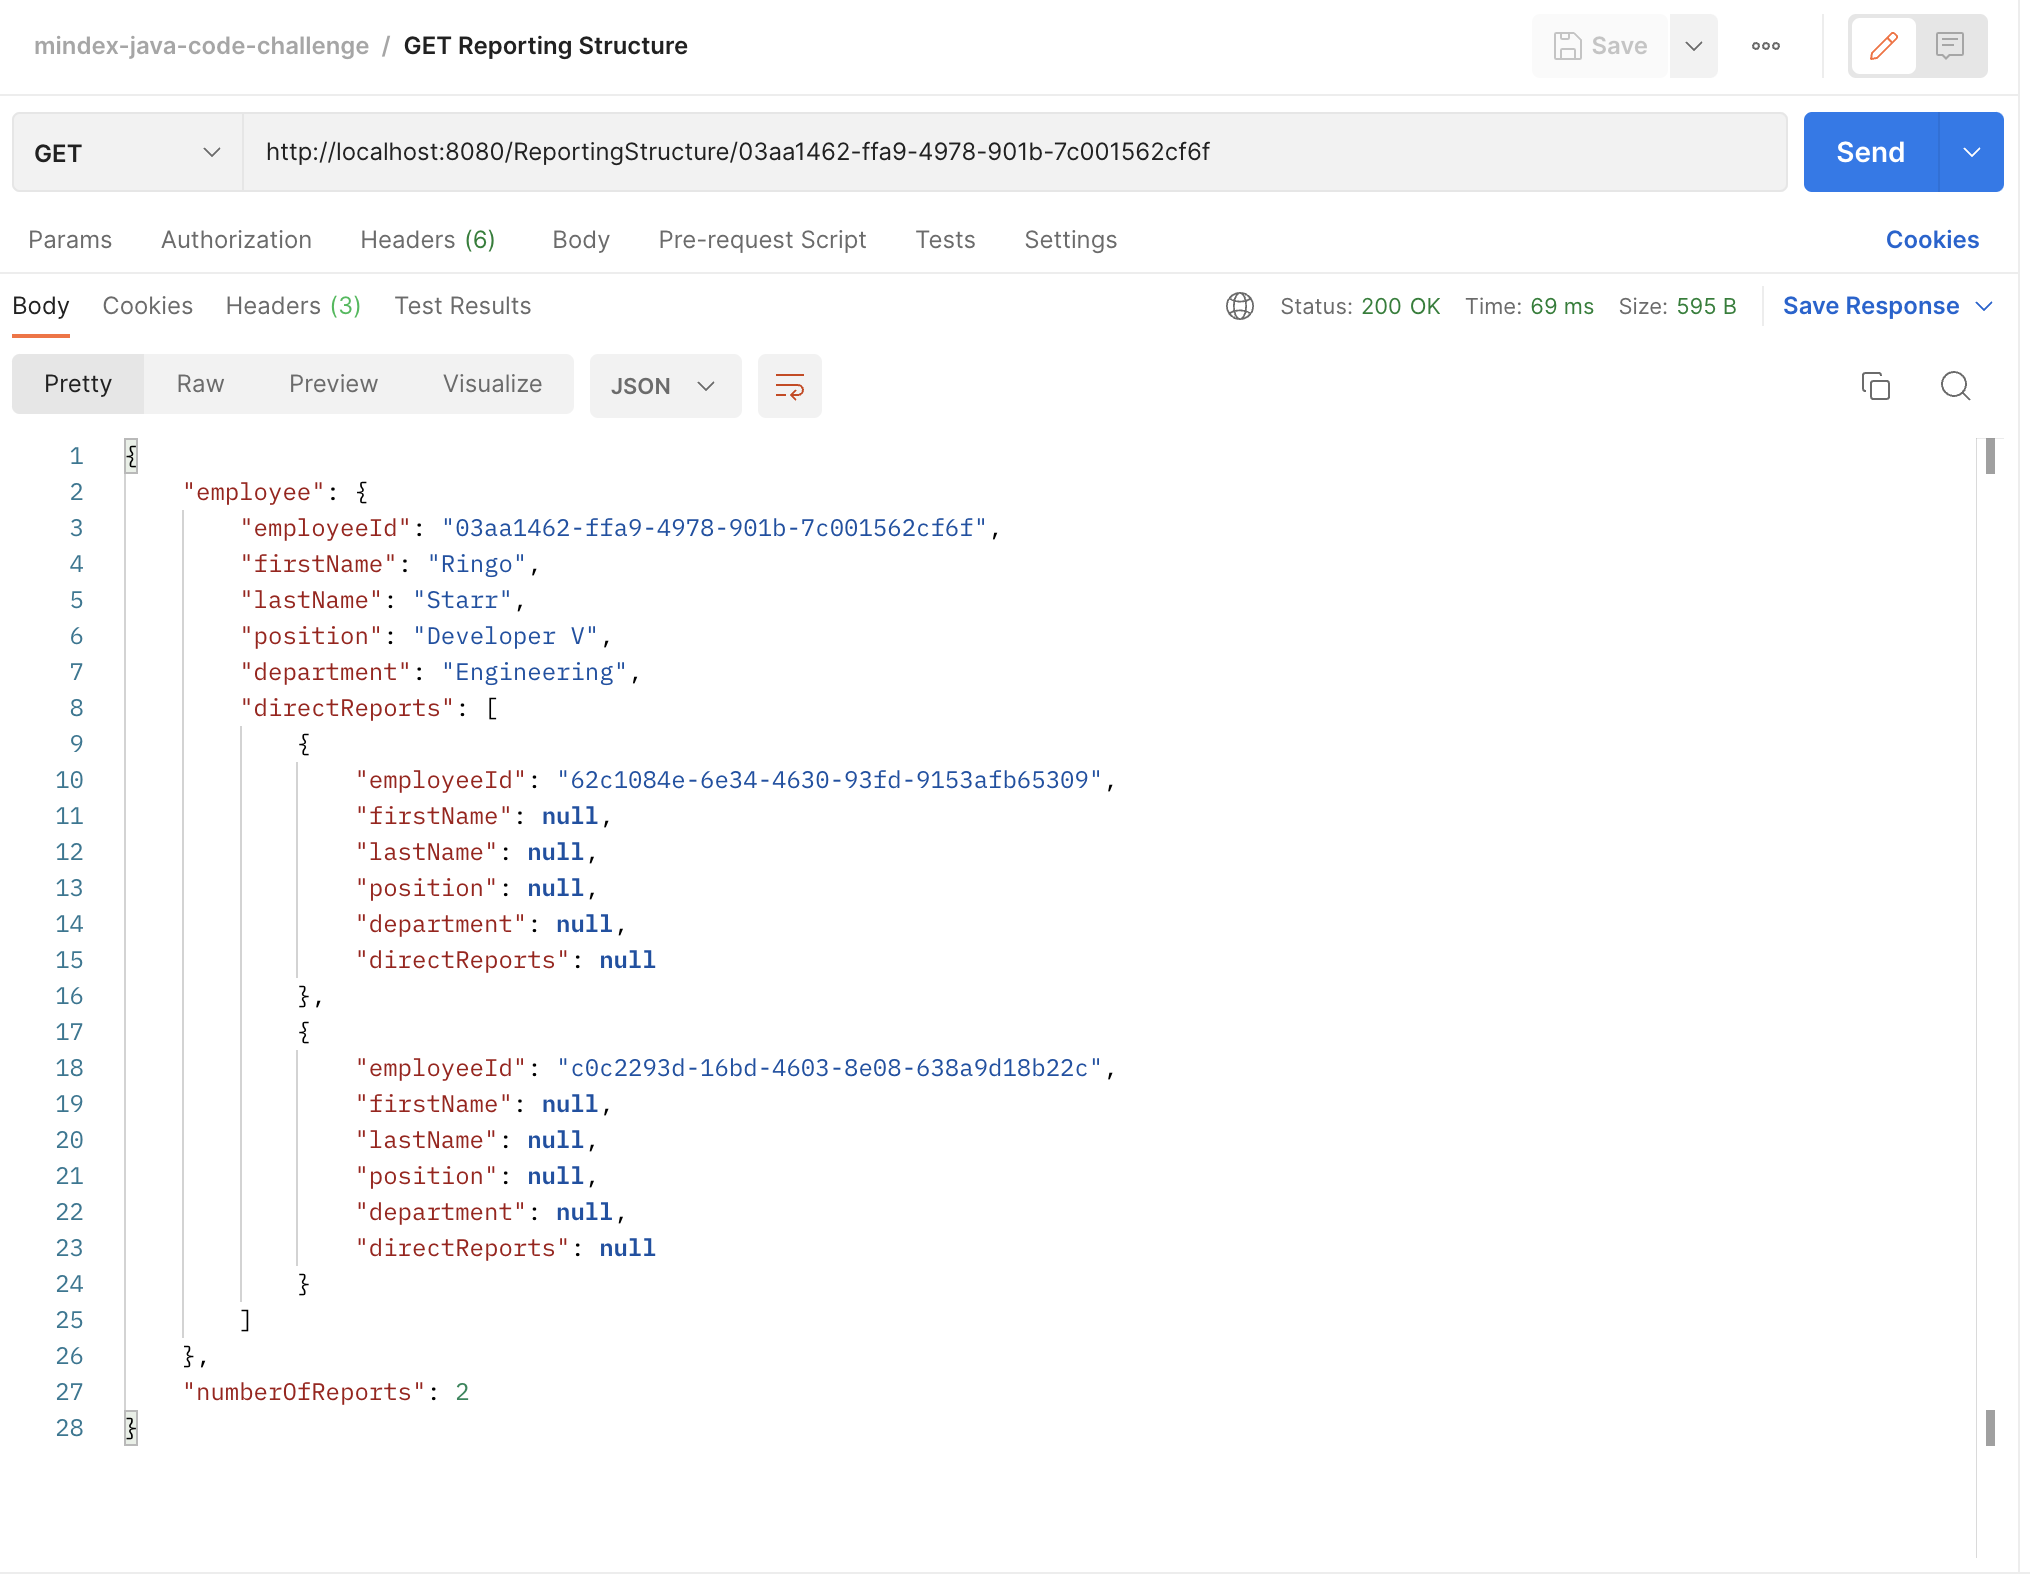 mindex-java-code-challenge / GET Reporting Structure
Save
GET http://localhost:8080/ReportingStructure/03aa1462-ffa9-4978-901b-7c001562cf6f Send
Params Authorization Headers (6) Body Pre-request Script Tests Settings Cookies
Body Cookies Headers (3) Test Results Status: 200 OK Time: 69 ms Size: 595 B Save Response
Pretty Raw Preview Visualize JSON
1 {
2 "employee": {
3 "employeeId": "03aa1462-ffa9-4978-901b-7c001562cf6f",
4 "firstName": "Ringo",
5 "lastName": "Starr",
6 "position": "Developer V",
7 "department": "Engineering",
8 "directReports": [
9 {
10 "employeeId": "62c1084e-6e34-4630-93fd-9153afb65309",
11 "firstName": null,
12 "lastName": null,
13 "position": null,
14 "department": null,
15 "directReports": null
16 },
17 {
18 "employeeId": "c0c2293d-16bd-4603-8e08-638a9d18b22c",
19 "firstName": null,
20 "lastName": null,
21 "position": null,
22 "department": null,
23 "directReports": null
24 }
25 ]
26 },
27 "numberOfReports": 2
28 }